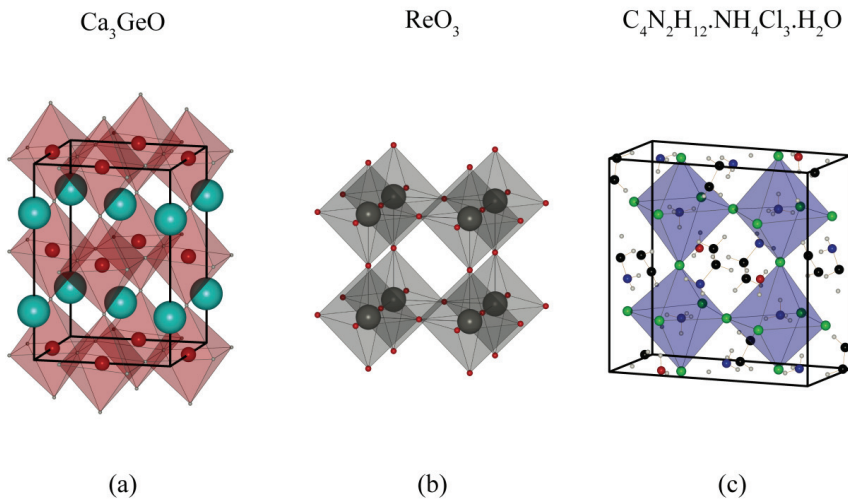 Ca₃GeO
ReO₃
C₄N₂H₁₂.NH₄Cl₃.H₂O
(a)
(b)
(c)